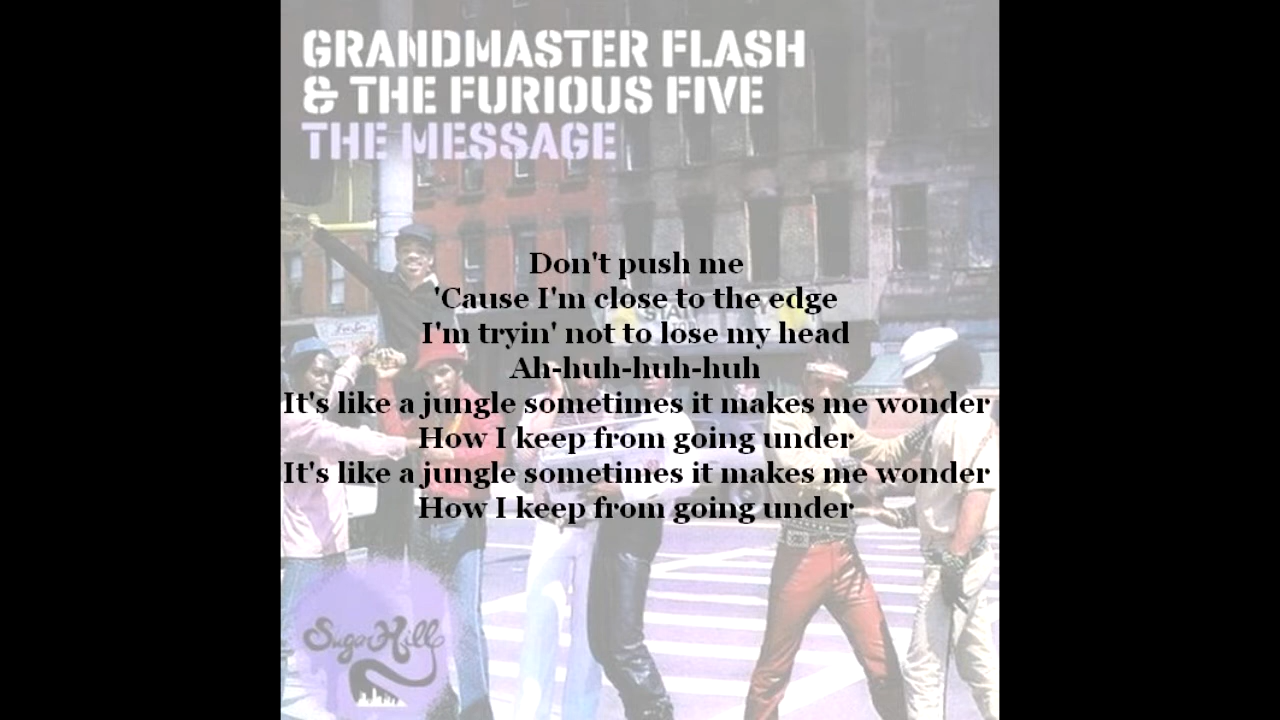 GRANDMASTER FLASH
& THE FURIOUS FIVE
THE MESSAGE
Don't push me
'Cause I'm close to the edge
I'm tryin' not to lose my head
Ah-huh-huh-huh
It's like a jungle sometimes it makes me wonder
How I keep from going under
It's like a jungle sometimes it makes me wonder
How I keep from going under
SugarHill